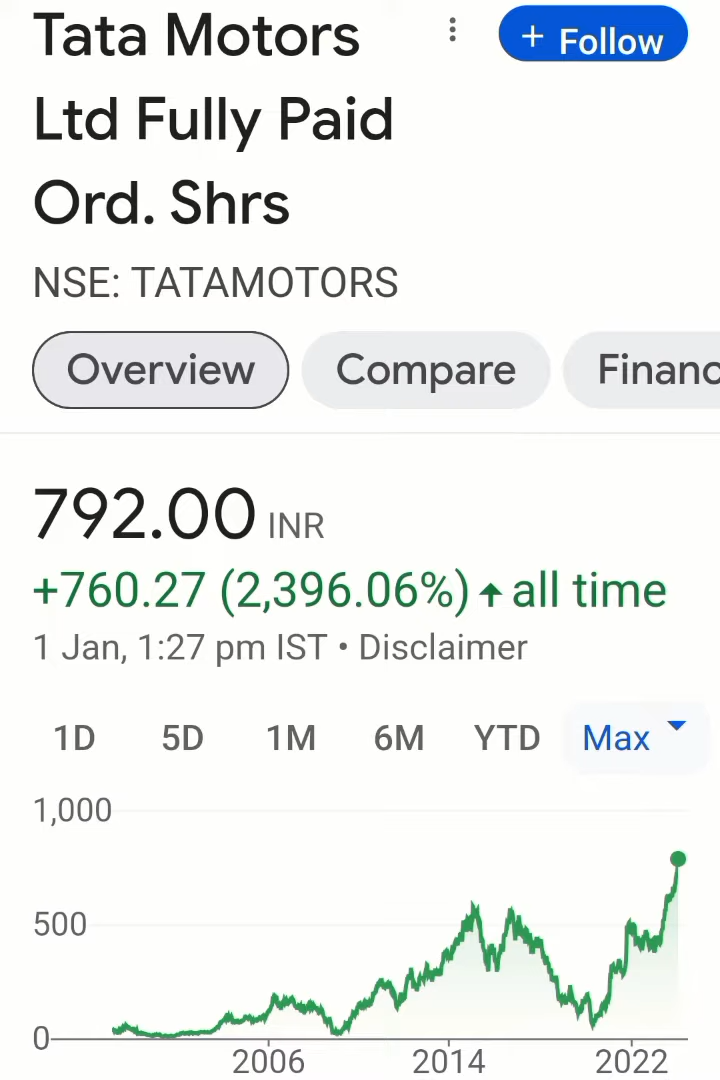 Tata Motors
+ Follow
Ltd Fully Paid
Ord. Shrs
NSE: TATAMOTORS
Overview Compare Financ
792.00 INR
+760.27 (2,396.06%) ↑ all time
1 Jan, 1:27 pm IST • Disclaimer
1D 5D 1M 6M YTD Max
1,000
500
0
2006 2014 2022